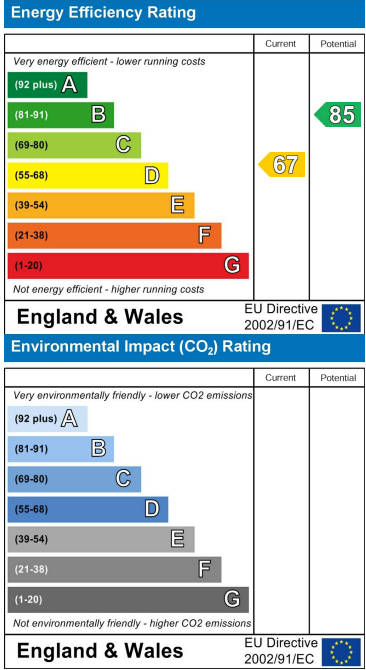 Energy Efficiency Rating
Current Potential
Very energy efficient - lower running costs
(92 plus) A
(81-91) B
85
(69-80) C
(55-68) D
67
(39-54) E
(21-38) F
(1-20) G
Not energy efficient - higher running costs
England & Wales
EU Directive
2002/91/EC
Environmental Impact (CO₂) Rating
Current Potential
Very environmentally friendly - lower CO2 emissions
(92 plus) A
(81-91) B
(69-80) C
(55-68) D
(39-54) E
(21-38) F
(1-20) G
Not environmentally friendly - higher CO2 emissions
England & Wales
EU Directive
2002/91/EC